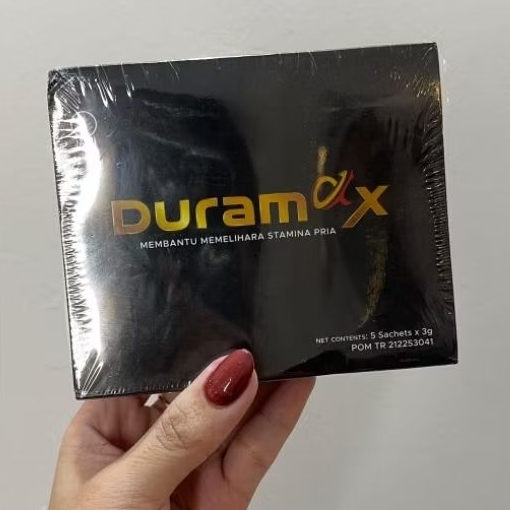 Duramax
MEMBANTU MEMELIHARA STAMINA PRIA
NET CONTENTS: 5 Sachets x 3g
POM TR 212253041